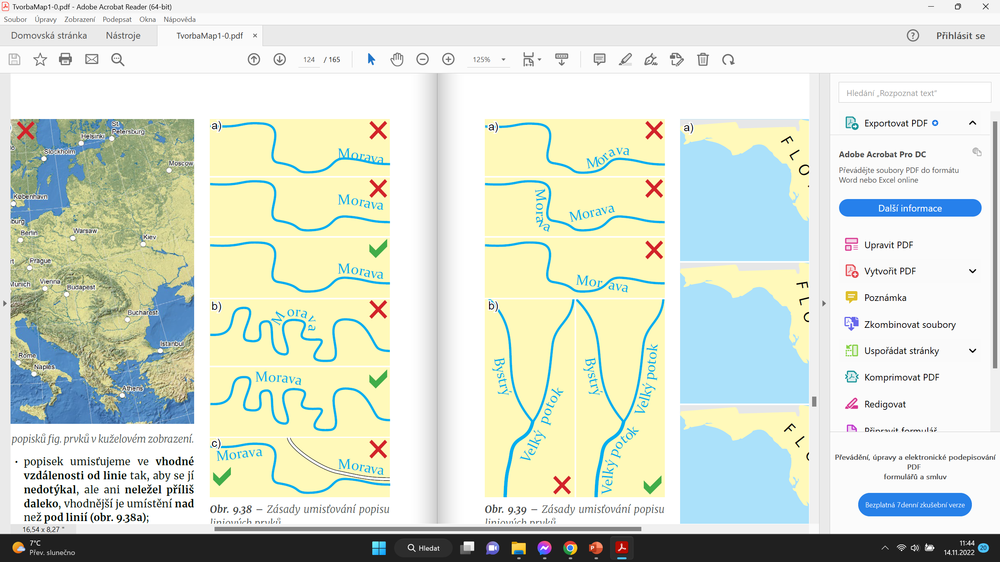 TvorbaMap1-0.pdf - Adobe Acrobat Reader (64-bit)
Soubor Úpravy Zobrazení Podepsat Okna Nápověda
Domovská stránka Nástroje TvorbaMap1-0.pdf
Přihlásit se
124 / 165
125%
St.
Petersburg
Helsinki
Stockholm
Moscow
København
Berlin
Warsaw
Kiev
Prague
Munich
Vienna
Budapest
Bucharest
Istanbul
Rome
Naples
Athens
popisků fig. prvků v kuželovém zobrazení.
· popisek umisťujeme ve vhodné
vzdálenosti od linie tak, aby se jí
nedotýkal, ale ani neležel příliš
daleko, vhodnější je umístění nad
než pod linií (obr. 9.38a);
a)
Morava
Morava
Morava
b)
Morava
Morava
c)
Morava
Morava
Obr. 9.38 – Zásady umisťování popisu
liniových prvků
a)
Morava
Morava
Morava
Mor ava
b)
Bystrý
Velký potok
Bystrý
Velký potok
Velký potok
Obr. 9.39 – Zásady umisťování popisu
liniových prvků
a)
F L O
F L O
F L O
Hledání „Rozpoznat text“
Exportovat PDF
Adobe Acrobat Pro DC
Převádějte soubory PDF do formátu
Word nebo Excel online
Další informace
Upravit PDF
Vytvořit PDF
Poznámka
Zkombinovat soubory
Uspořádat stránky
Komprimovat PDF
Redigovat
Připravit formulář
Převádění, úpravy a elektronické podepisování
PDF
formulářů a smluv
Bezplatná 7denní zkušební verze
16,54 x 8,27 "
7°C
Přev. slunečno
Hledat
11:44
14.11.2022
20